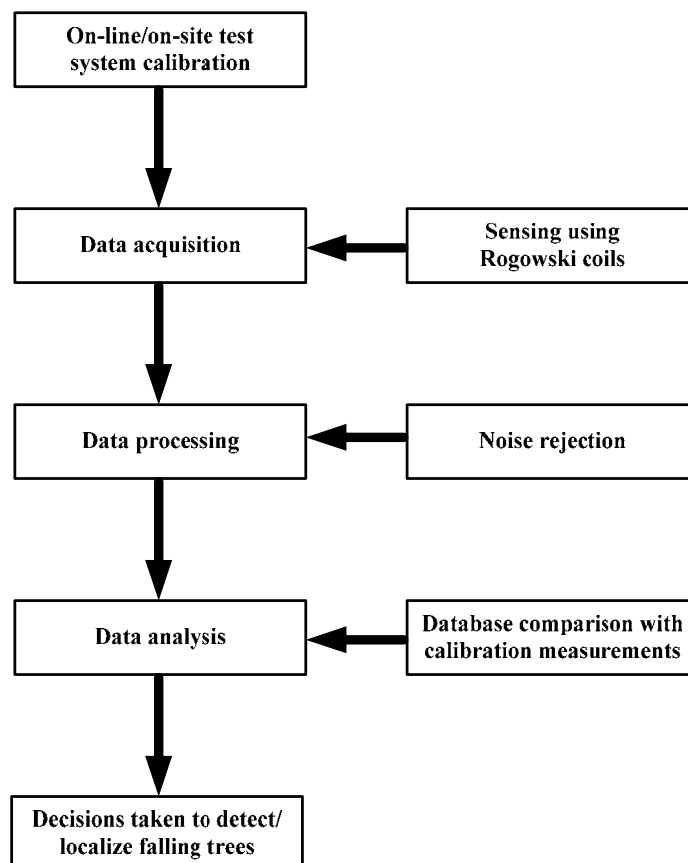 On-line/on-site test
system calibration
Data acquisition
Sensing using
Rogowski coils
Data processing
Noise rejection
Data analysis
Database comparison with
calibration measurements
Decisions taken to detect/
localize falling trees